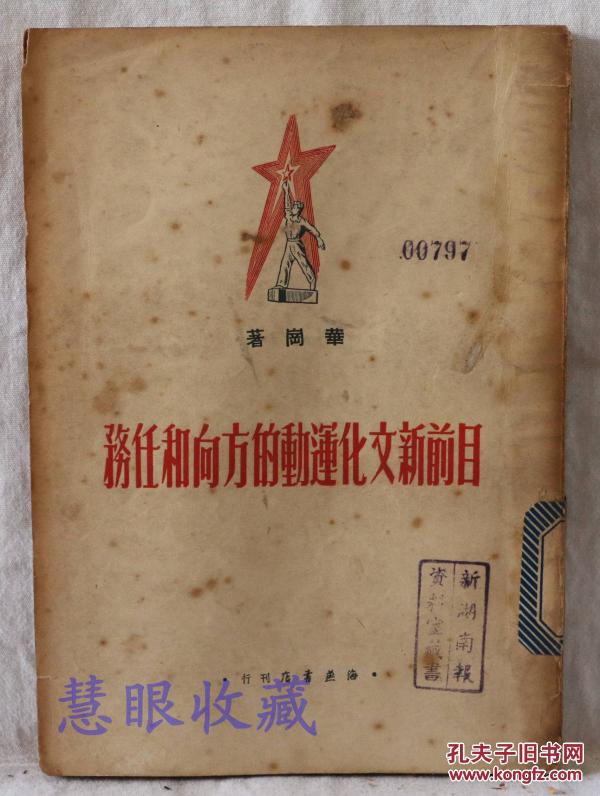 00797
著崗華
務任和向方的動運化文新前目
新湖南報
資料室藏書
·行刊店書燕海·
慧眼收藏
孔夫子旧书网
www.kongfz.com